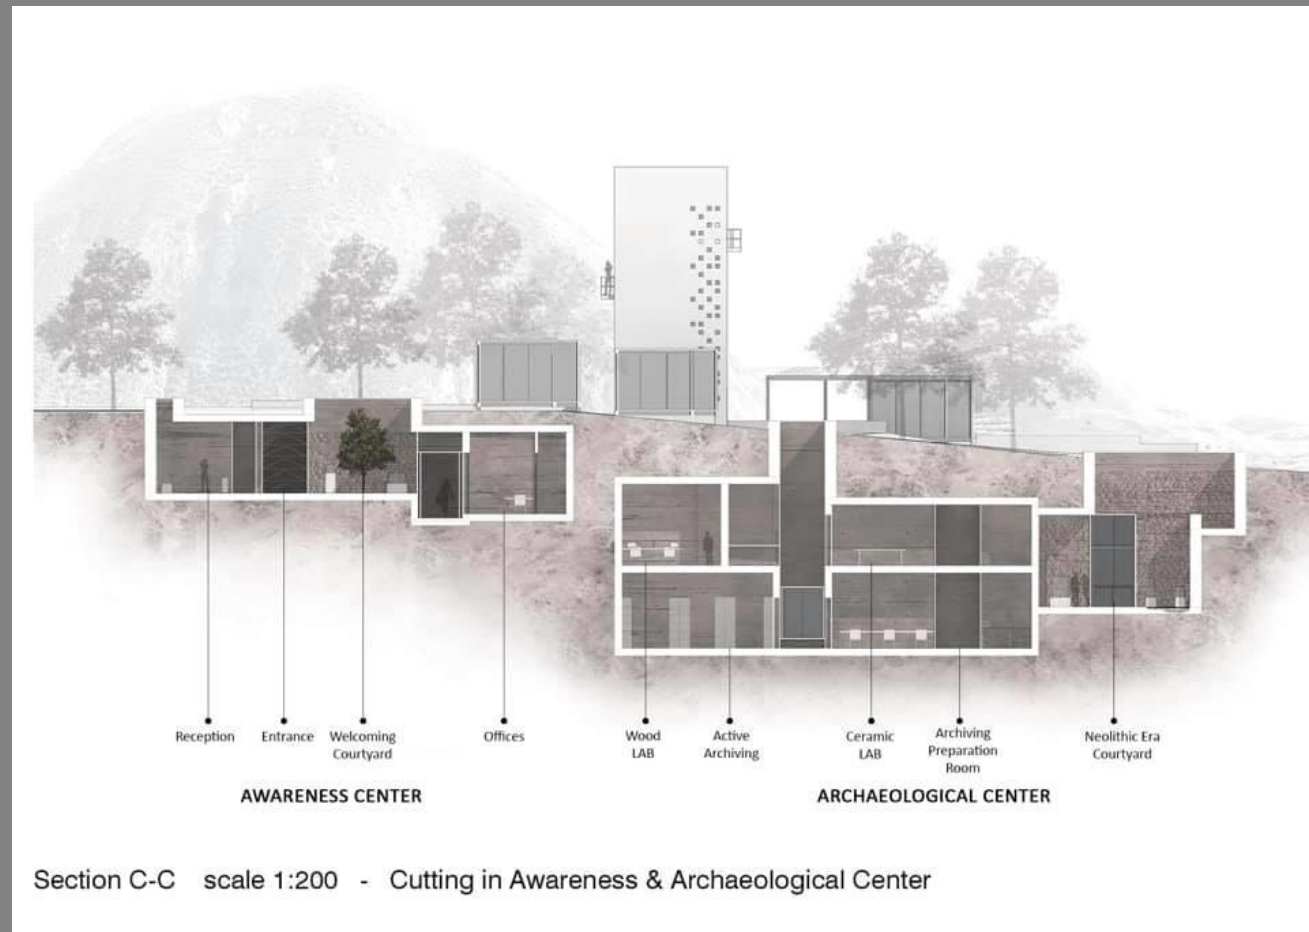 Reception
Entrance
Welcoming
Courtyard
Offices
Wood
LAB
Active
Archiving
Ceramic
LAB
Archiving
Preparation
Room
Neolithic Era
Courtyard
AWARENESS CENTER
ARCHAEOLOGICAL CENTER
Section C-C scale 1:200 - Cutting in Awareness & Archaeological Center